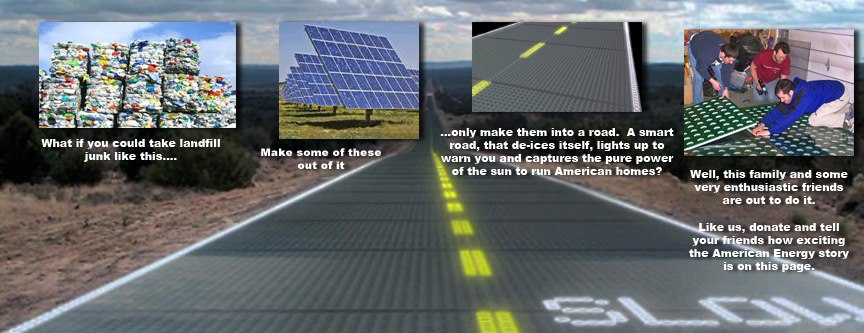 What if you could take landfill
junk like this....
Make some of these
out of it
...only make them into a road.  A smart
road, that de-ices itself, lights up to
warn you and captures the pure power
of the sun to run American homes?
Well, this family and some
very enthusiastic friends
are out to do it.
Like us, donate and tell
your friends how exciting
the American Energy story
is on this page.
SLOW